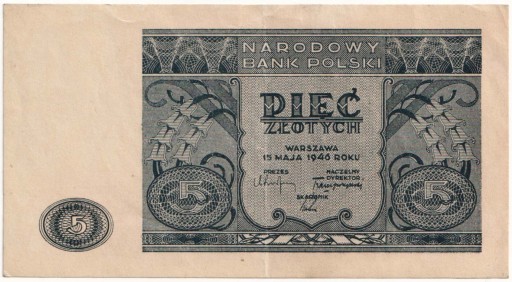 NARODOWY
BANK POLSKI
PIĘĆ
ZŁOTYCH
WARSZAWA
15 MAJA 1946 ROKU
PREZES
NACZELNY
DYREKTOR
SKARBNIK
5
5
5